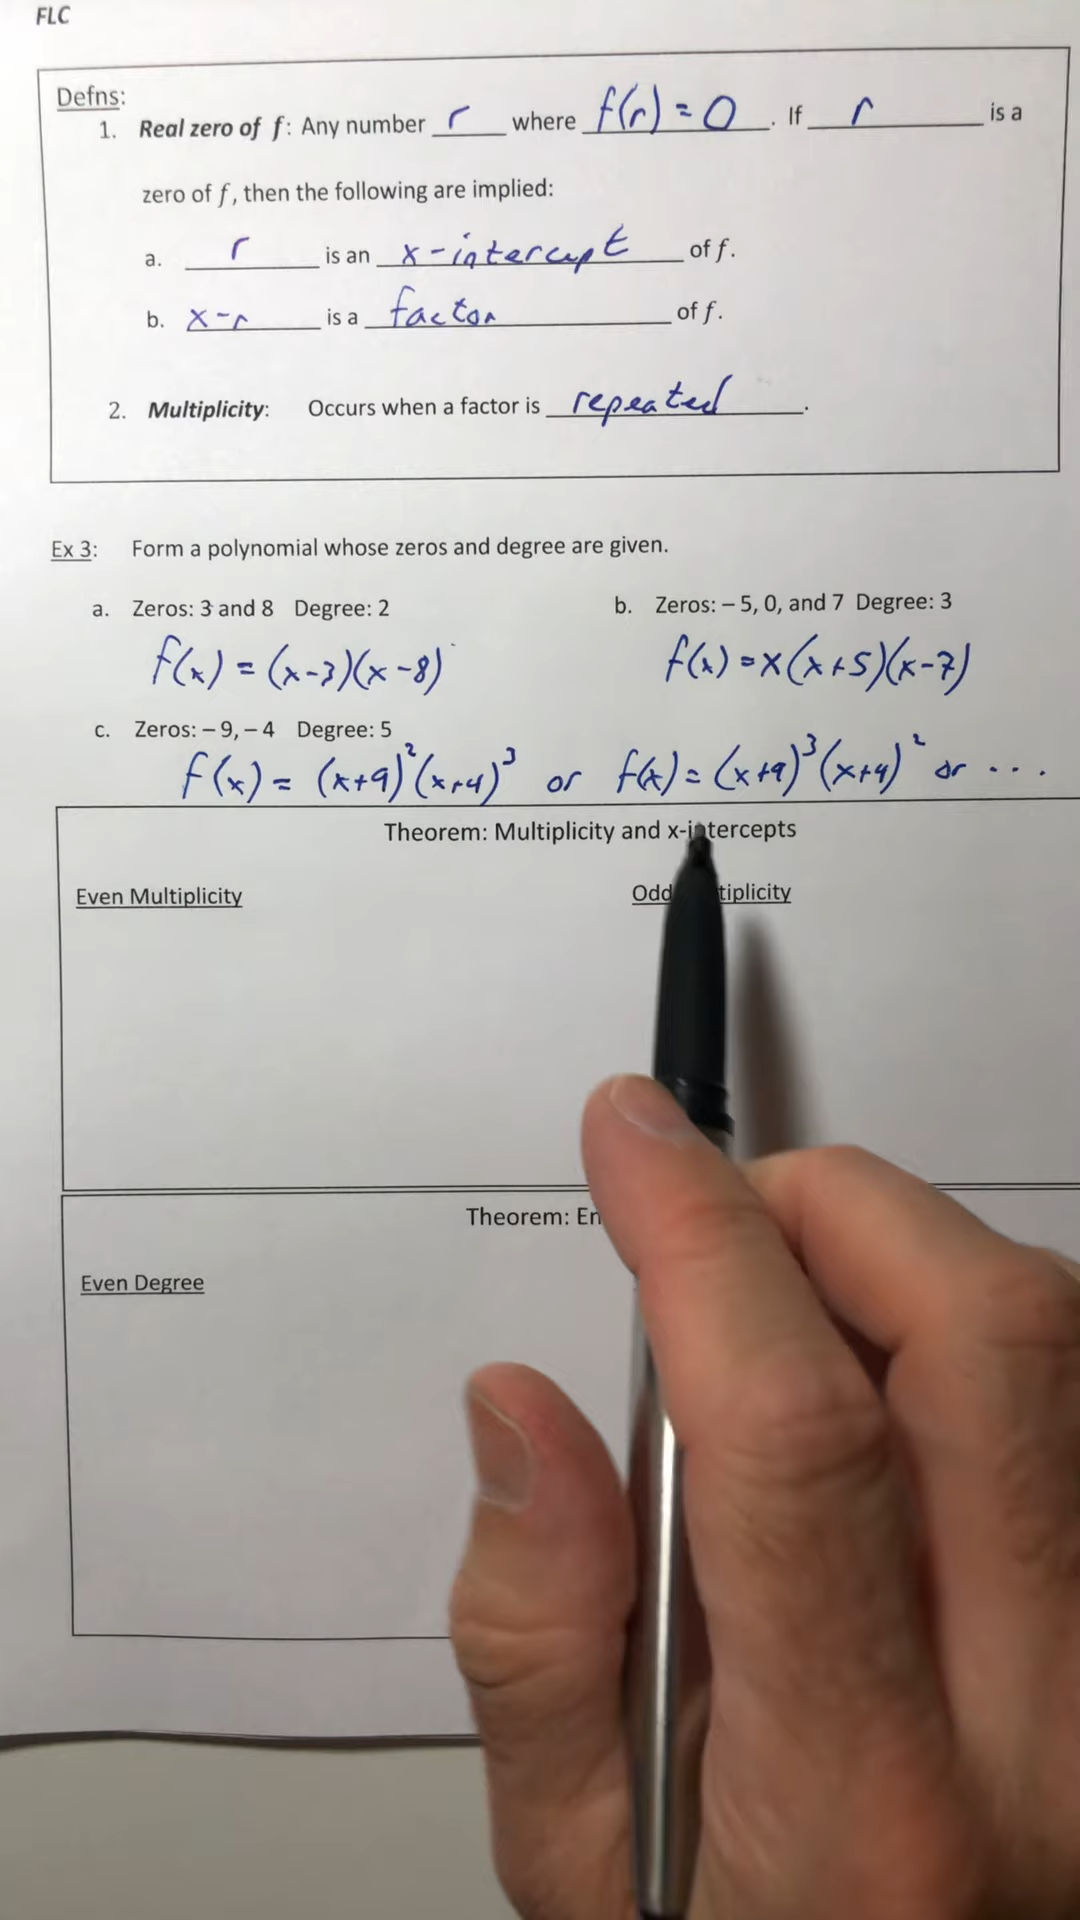 FLC
Defns:
1. Real zero of f: Any number r where f(r) = 0. If r is a
zero of f, then the following are implied:
a. r is an x-intercept of f.
b. x-r is a factor of f.
2. Multiplicity: Occurs when a factor is repeated.
Ex 3: Form a polynomial whose zeros and degree are given.
a. Zeros: 3 and 8 Degree: 2
b. Zeros: – 5, 0, and 7 Degree: 3
f(x) = (x-3)(x-8)
f(x) = x(x+5)(x-7)
c. Zeros: – 9, – 4 Degree: 5
f(x) = (x+9)²(x+4)³ or f(x) = (x+9)³(x+4)² or ...
Theorem: Multiplicity and x-intercepts
Even Multiplicity
Odd tiplicity
Theorem: En
Even Degree